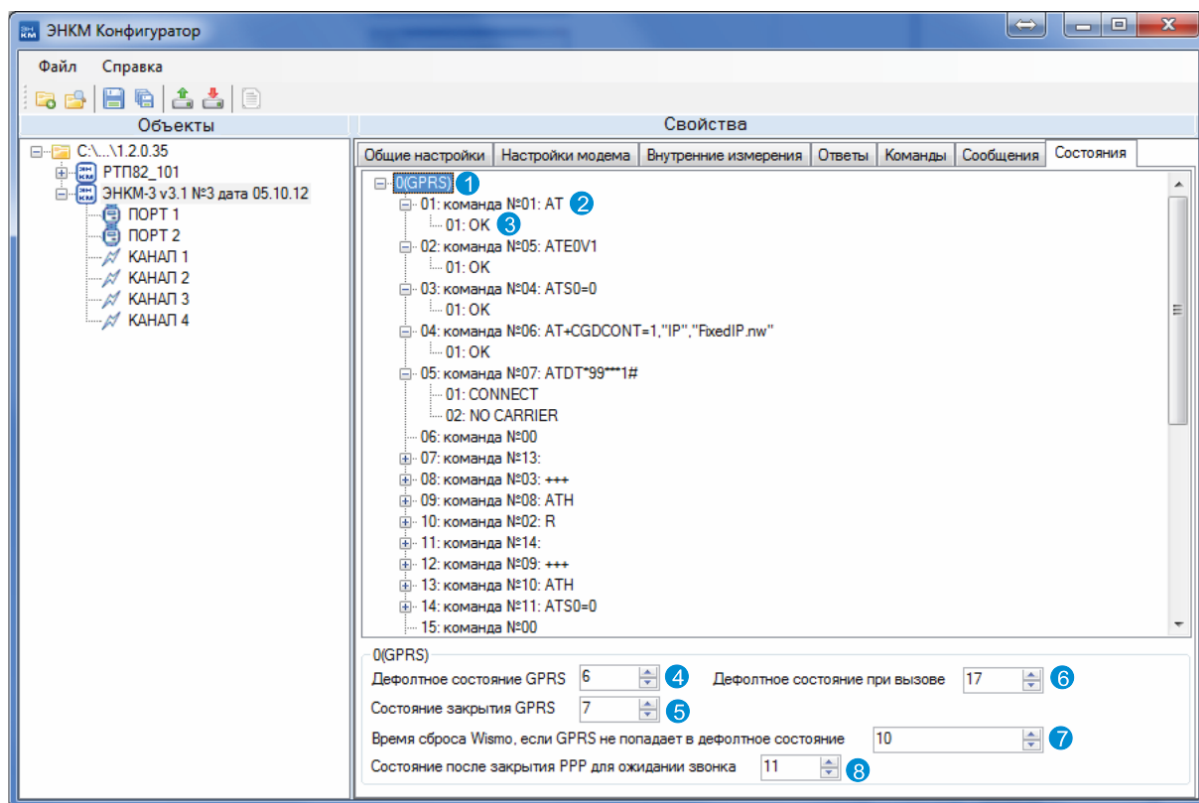 ЭНКМ Конфигуратор
Файл Справка
Объекты
Свойства
C:\...\1.2.0.35
РТП82_101
ЭНКМ-3 v3.1 №3 дата 05.10.12
ПОРТ 1
ПОРТ 2
КАНАЛ 1
КАНАЛ 2
КАНАЛ 3
КАНАЛ 4
Общие настройки Настройки модема Внутренние измерения Ответы Команды Сообщения Состояния
0(GPRS) 1
01: команда №01: AT 2
01: OK 3
02: команда №05: ATE0V1
01: OK
03: команда №04: ATS0=0
01: OK
04: команда №06: AT+CGDCONT=1,"IP","FixedIP.nw"
01: OK
05: команда №07: ATDT*99***1#
01: CONNECT
02: NO CARRIER
06: команда №00
07: команда №13:
08: команда №03: +++
09: команда №08: ATH
10: команда №02: R
11: команда №14:
12: команда №09: +++
13: команда №10: ATH
14: команда №11: ATS0=0
15: команда №00
0(GPRS)
Дефолтное состояние GPRS 6 4 Дефолтное состояние при вызове 17 6
Состояние закрытия GPRS 7 5
Время сброса Wismo, если GPRS не попадает в дефолтное состояние 10 7
Состояние после закрытия PPP для ожидании звонка 11 8